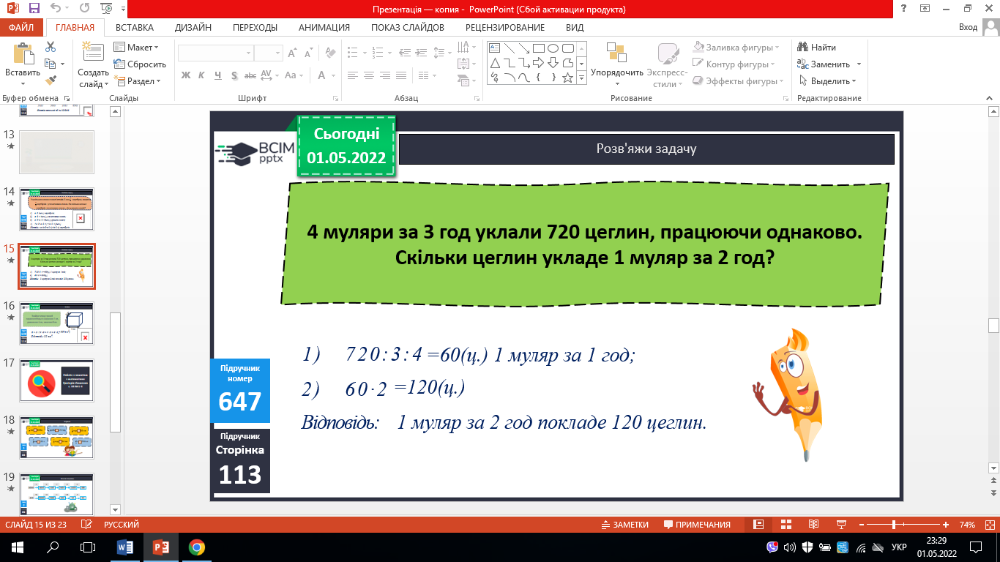 Презентація — копия - PowerPoint (Сбой активации продукта)
ФАЙЛ ГЛАВНАЯ ВСТАВКА ДИЗАЙН ПЕРЕХОДЫ АНИМАЦИЯ ПОКАЗ СЛАЙДОВ РЕЦЕНЗИРОВАНИЕ ВИД Вход
Вставить
Буфер обмена
Создать слайд
Макет
Сбросить
Раздел
Слайды
Ж К Ч S abc AV Aa A
Шрифт
Абзац
Упорядочить
Экспресс-стили
Заливка фигуры
Контур фигуры
Эффекты фигуры
Рисование
Найти
Заменить
Выделить
Редактирование
13
14
15
16
17
18
19
Сьогодні
01.05.2022
BCIM
pptx
Розв'яжи задачу
4 муляри за 3 год уклали 720 цеглин, працюючи однаково.
Скільки цеглин укладе 1 муляр за 2 год?
1) 720:3:4 =60(ц.) 1 муляр за 1 год;
2) 60·2 =120(ц.)
Відповідь: 1 муляр за 2 год покладе 120 цеглин.
Підручник
номер
647
Підручник
Сторінка
113
СЛАЙД 15 ИЗ 23 РУССКИЙ ЗАМЕТКИ ПРИМЕЧАНИЯ 74%
УКР
23:29
01.05.2022